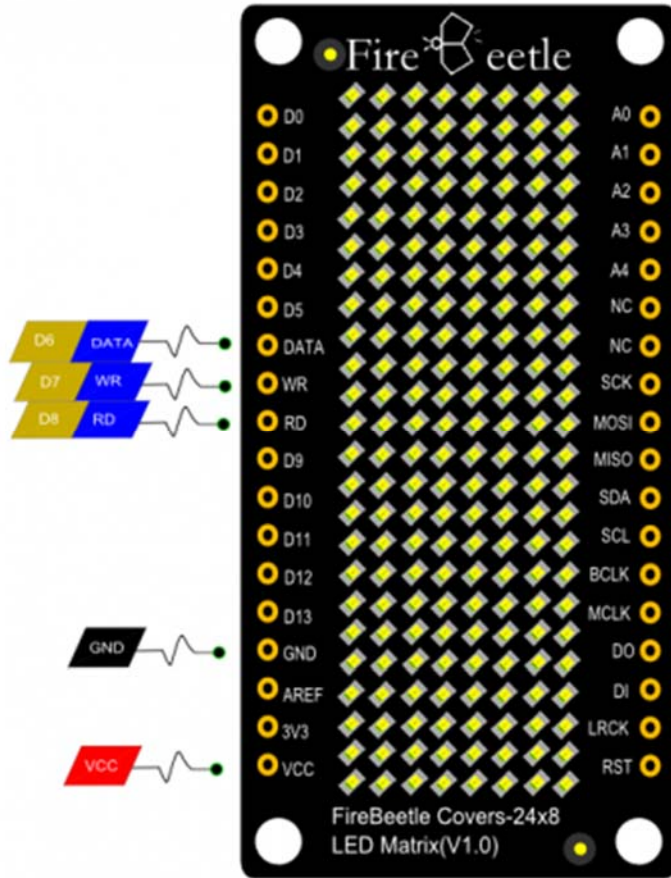 Fire eetle
D0 A0
D1 A1
D2 A2
D3 A3
D4 A4
D5 NC
D6 DATA DATA NC
D7 WR WR SCK
D8 RD RD MOSI
D9 MISO
D10 SDA
D11 SCL
D12 BCLK
D13 MCLK
GND GND DO
AREF DI
3V3 LRCK
VCC VCC RST
FireBeetle Covers-24x8
LED Matrix(V1.0)